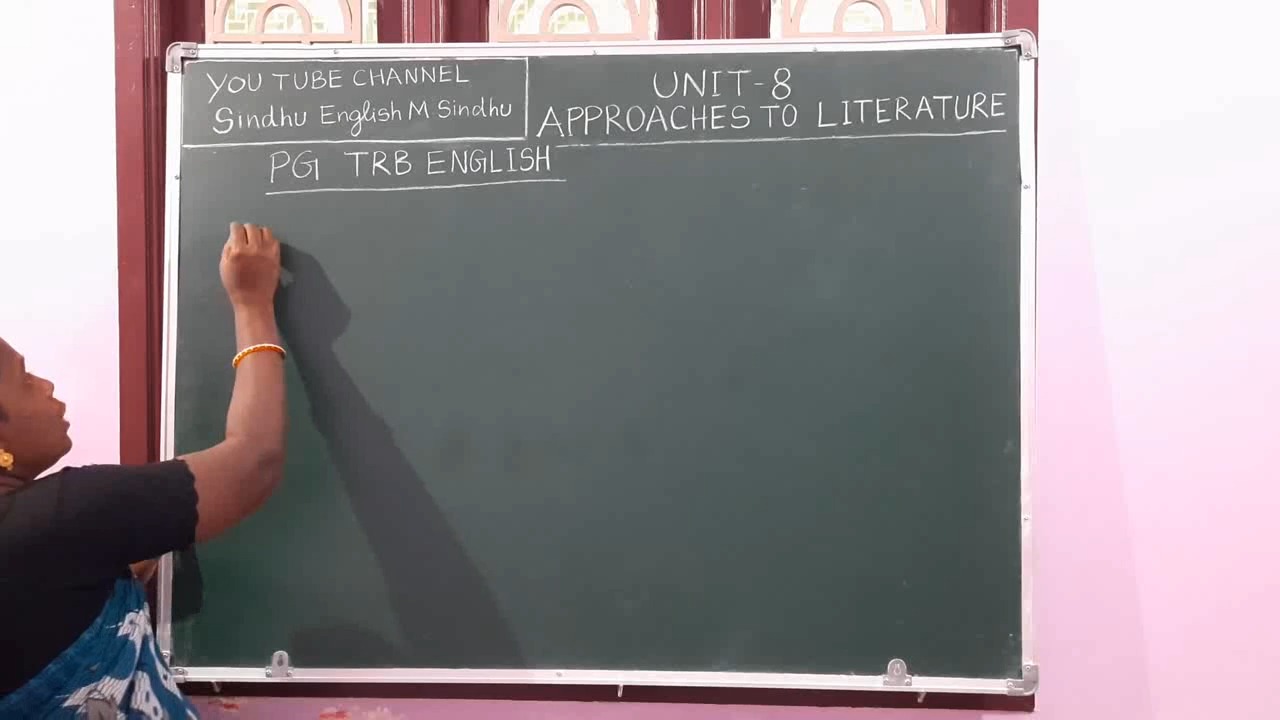 YOU TUBE CHANNEL
Sindhu English M Sindhu
UNIT-8
APPROACHES TO LITERATURE
PG TRB ENGLISH